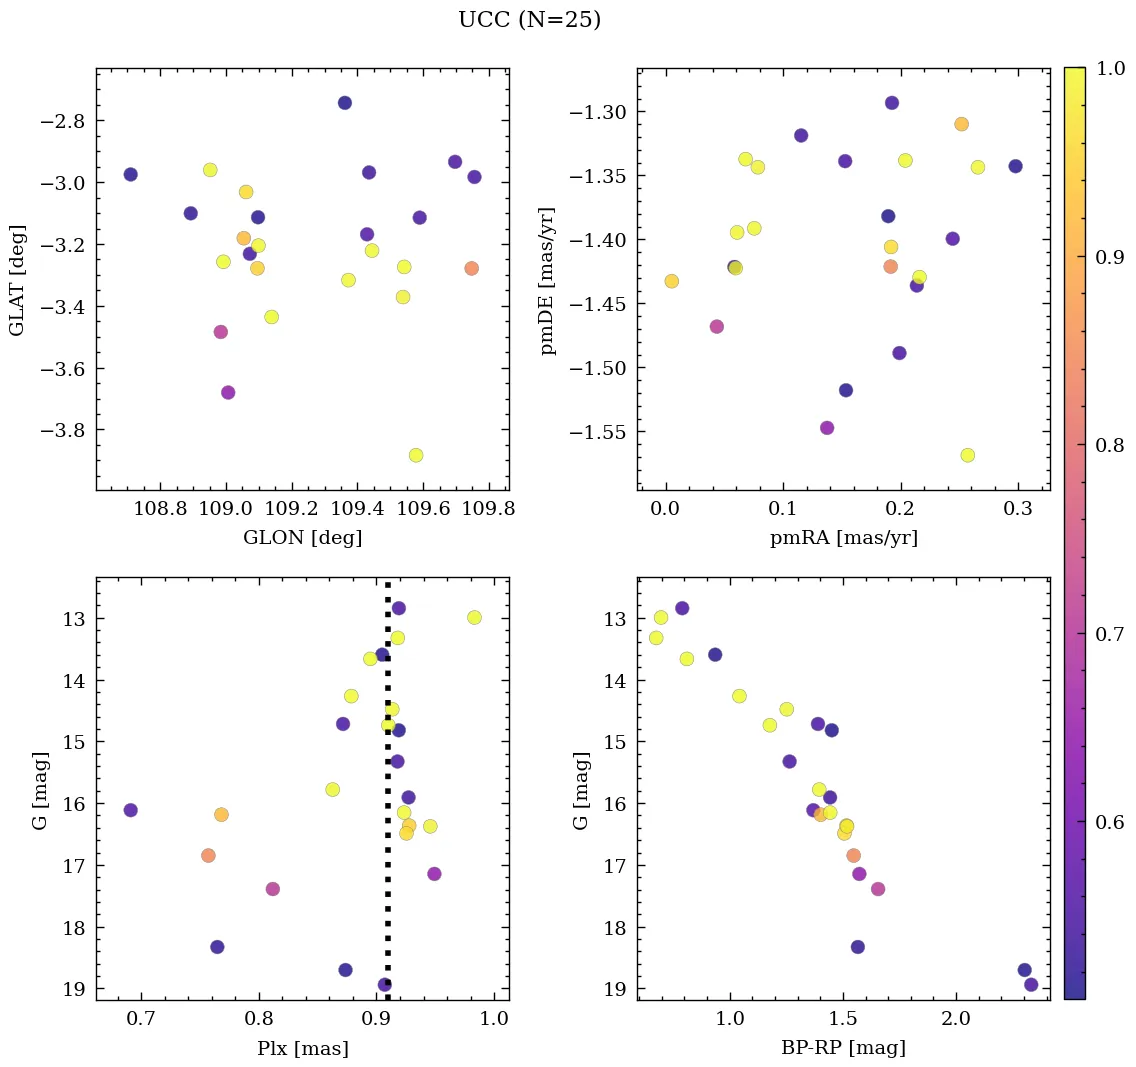 UCC (N=25)
−2.8
−3.0
−3.2
−3.4
−3.6
−3.8
GLAT [deg]
108.8 109.0 109.2 109.4 109.6 109.8
GLON [deg]
−1.30
−1.35
−1.40
−1.45
−1.50
−1.55
pmDE [mas/yr]
0.0 0.1 0.2 0.3
pmRA [mas/yr]
13
14
15
16
17
18
19
G [mag]
0.7 0.8 0.9 1.0
Plx [mas]
13
14
15
16
17
18
19
G [mag]
1.0 1.5 2.0
BP-RP [mag]
1.0
0.9
0.8
0.7
0.6